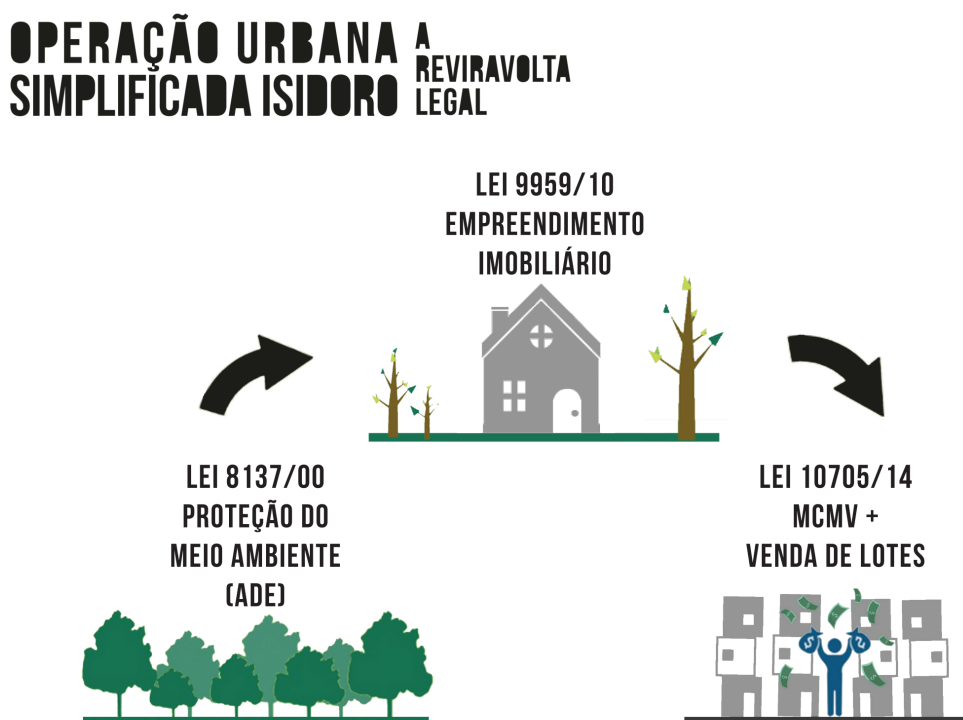 OPERAÇÃO URBANA
SIMPLIFICADA ISIDORO
A
REVIRAVOLTA
LEGAL
LEI 9959/10
EMPREENDIMENTO
IMOBILIÁRIO
LEI 8137/00
PROTEÇÃO DO
MEIO AMBIENTE
(ADE)
LEI 10705/14
MCMV +
VENDA DE LOTES